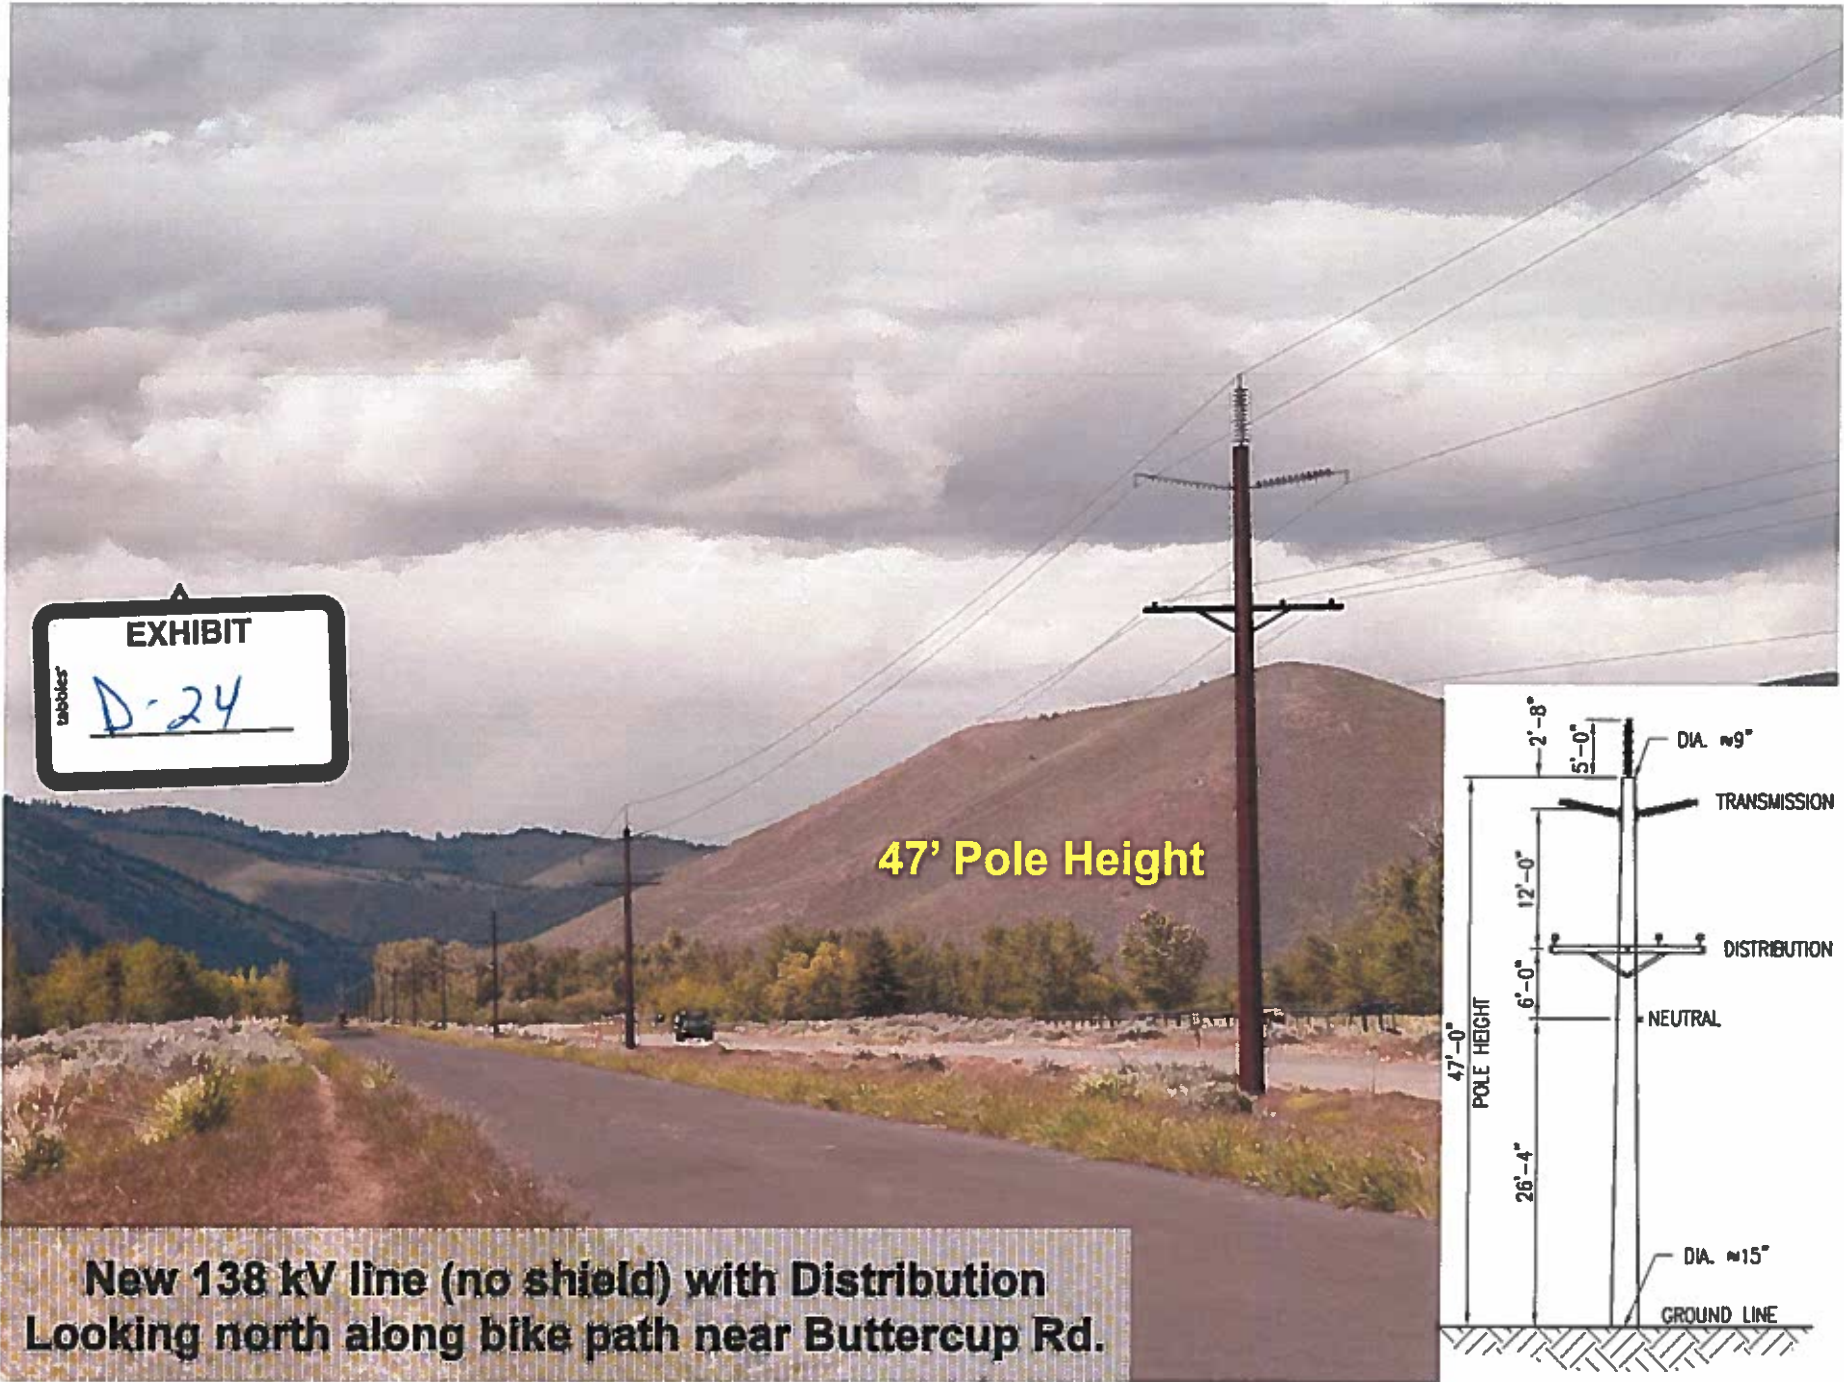 EXHIBIT
tabbies®
D-24
47' Pole Height
2'-8"
5'-0"
DIA. ≈9"
TRANSMISSION
12'-0"
DISTRIBUTION
6'-0"
NEUTRAL
47'-0"
POLE HEIGHT
26'-4"
DIA. ≈15"
GROUND LINE
New 138 kV line (no shield) with Distribution
Looking north along bike path near Buttercup Rd.